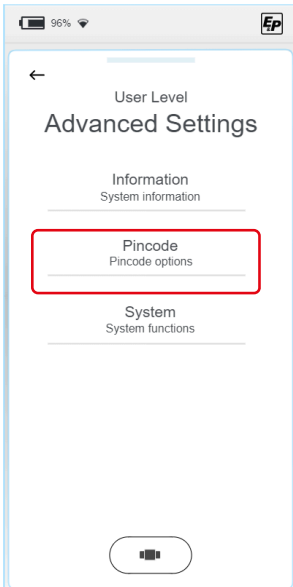 96%
EP
User Level
Advanced Settings
Information
System information
Pincode
Pincode options
System
System functions